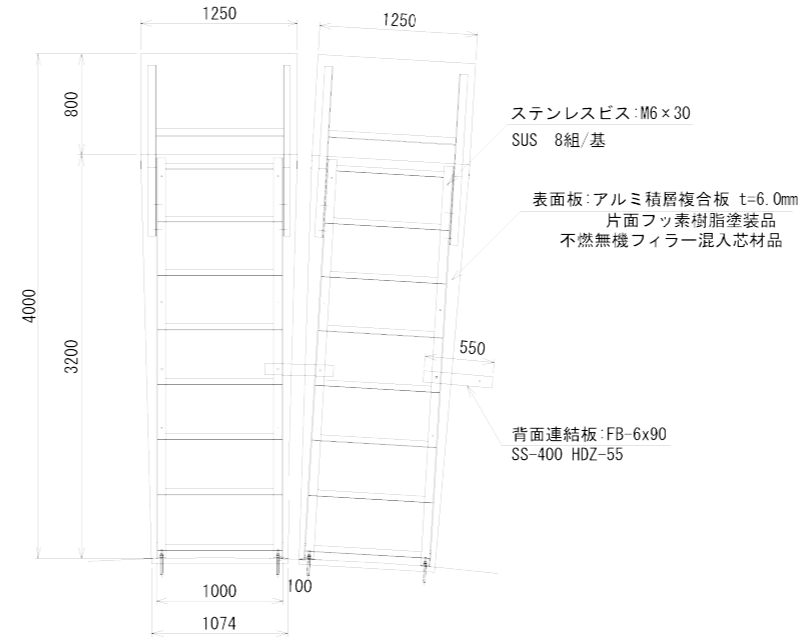 1250
1250
800
ステンレスビス:M6×30
SUS 8組/基
表面板:アルミ積層複合板 t=6.0mm
片面フッ素樹脂塗装品
不燃無機フィラー混入芯材品
4000
3200
550
背面連結板:FB-6x90
SS-400 HDZ-55
1000
100
1074